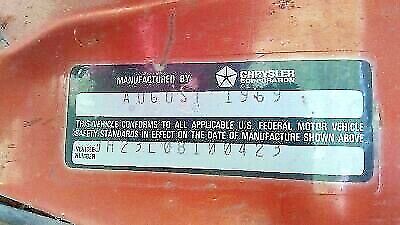 MANUFACTURED BY CHRYSLER CORPORATION
AUGUST 1969
THIS VEHICLE CONFORMS TO ALL APPLICABLE U.S. FEDERAL MOTOR VEHICLE
SAFETY STANDARDS IN EFFECT ON THE DATE OF MANUFACTURE SHOWN ABOVE
VEHICLE NUMBER